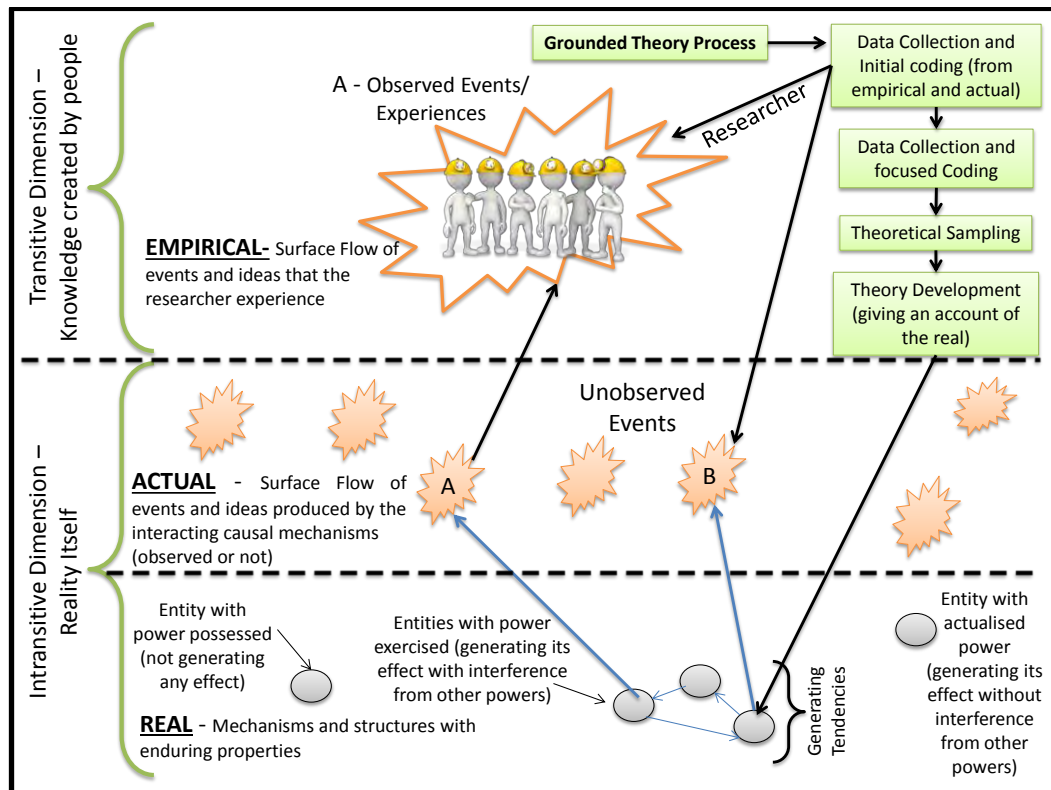 Transitive Dimension –
Knowledge created by people
Grounded Theory Process
Data Collection and
Initial coding (from
empirical and actual)
A - Observed Events/
Experiences
Researcher
Data Collection and
focused Coding
Theoretical Sampling
Theory Development
(giving an account of
the real)
EMPIRICAL- Surface Flow of
events and ideas that the
researcher experience
Intransitive Dimension –
Reality Itself
Unobserved
Events
A
B
ACTUAL - Surface Flow of
events and ideas produced by the
interacting causal mechanisms
(observed or not)
Entity with
power possessed
(not generating
any effect)
Entities with power
exercised (generating its
effect with interference
from other powers)
Generating
Tendencies
Entity with
actualised
power
(generating its
effect without
interference
from other
powers)
REAL - Mechanisms and structures with
enduring properties